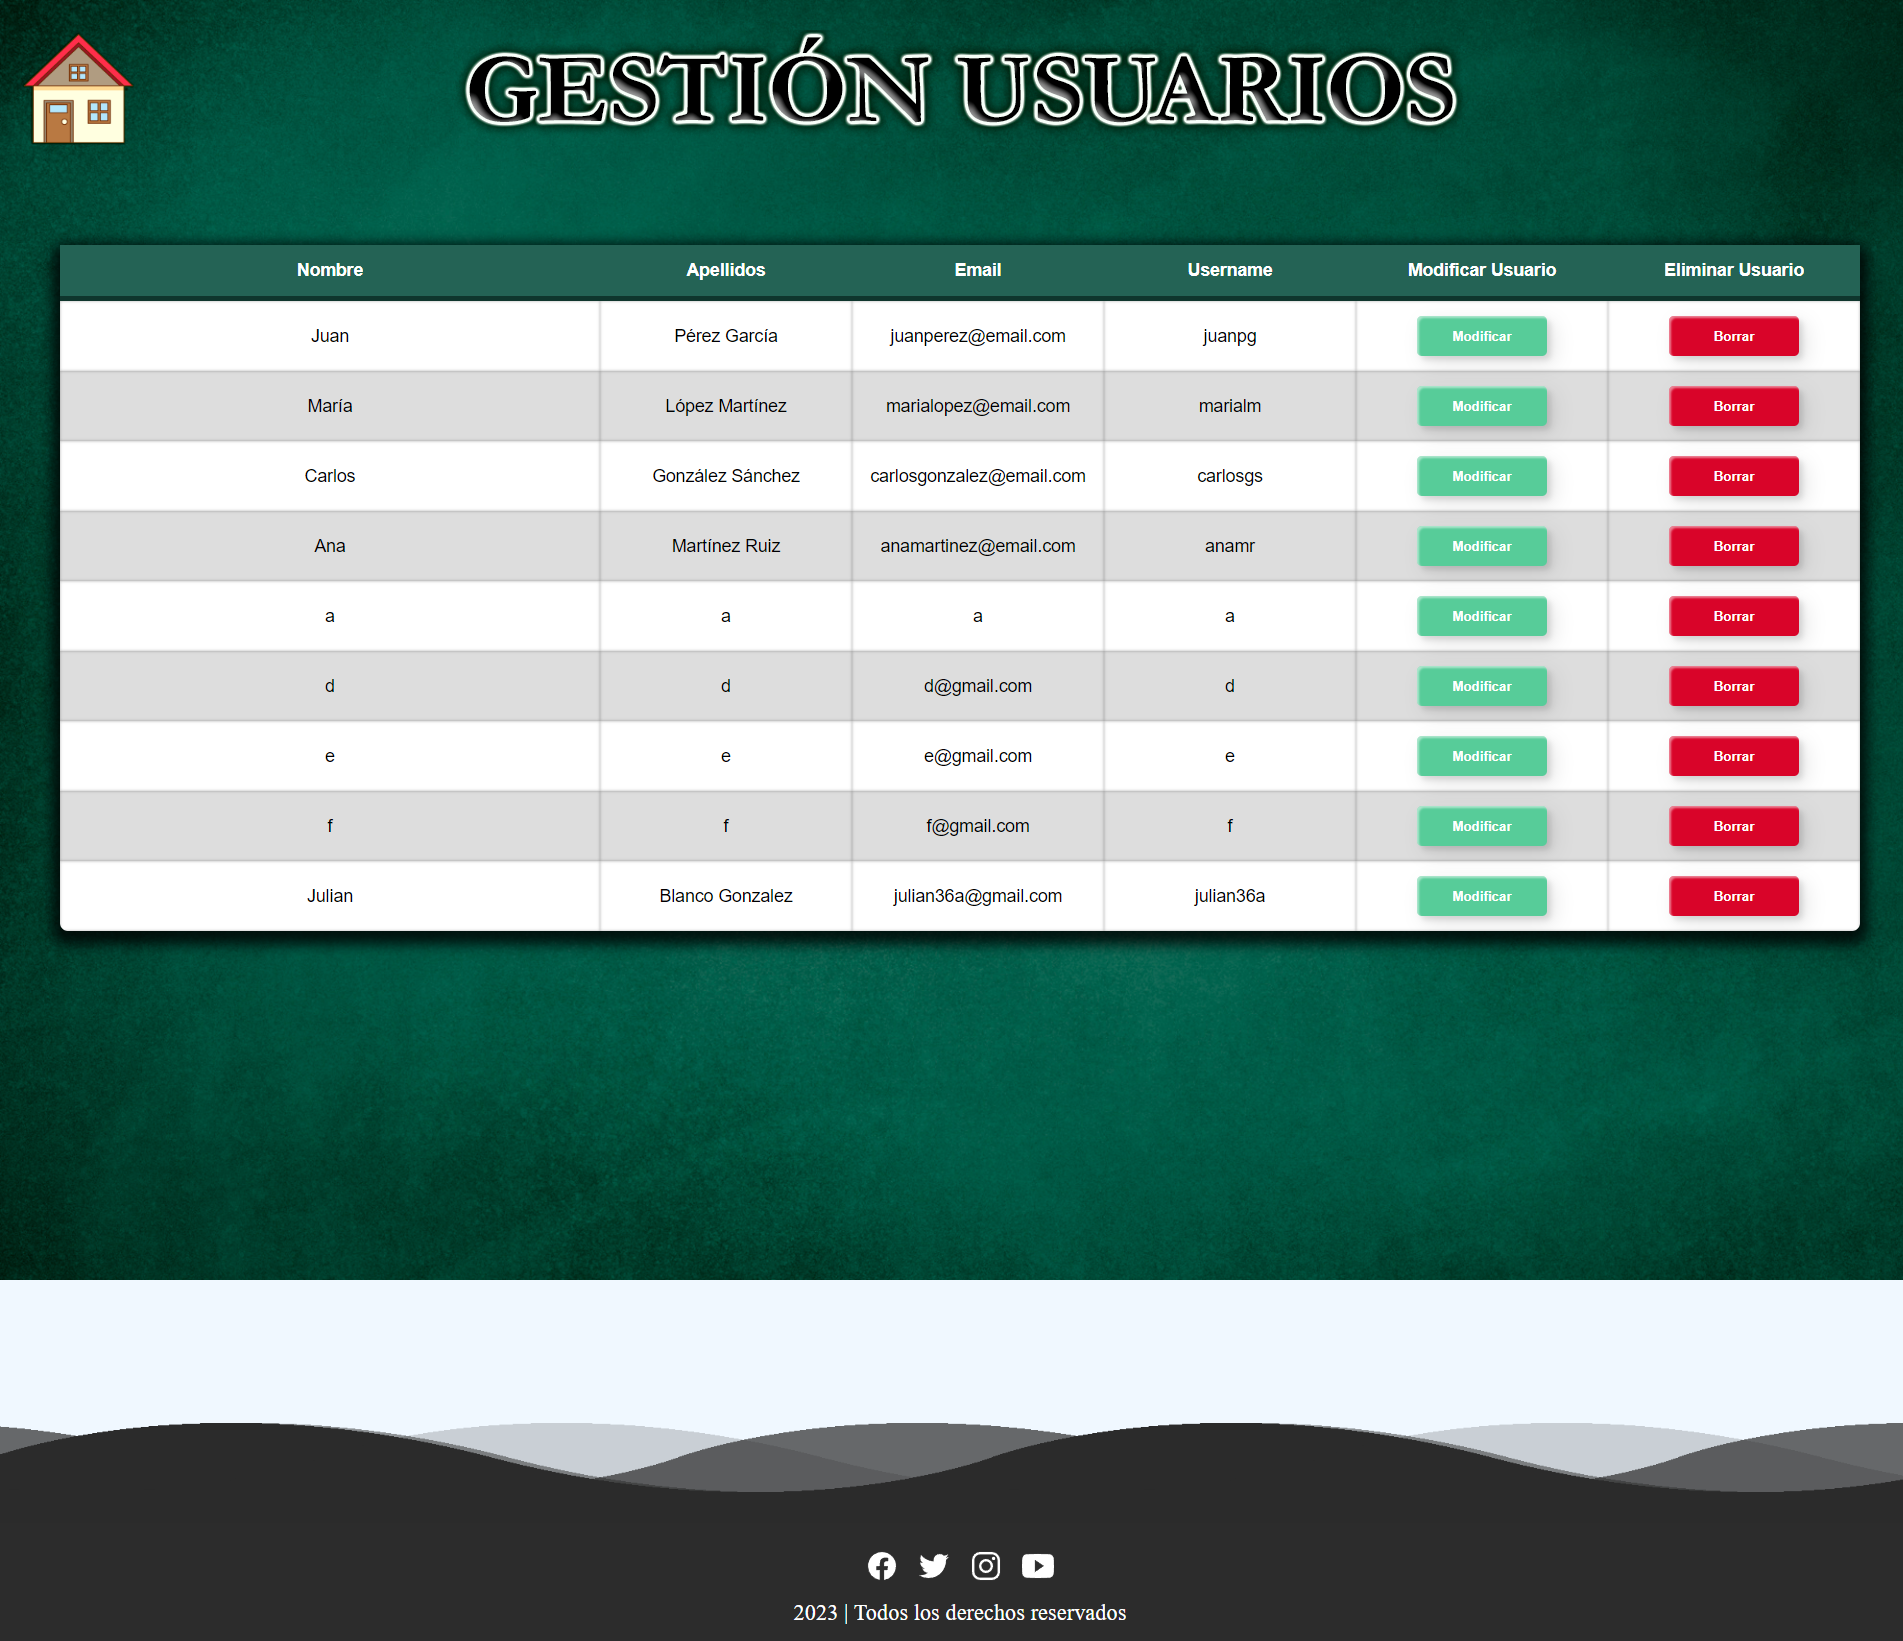 GESTIÓN USUARIOS
Nombre Apellidos Email Username Modificar Usuario Eliminar Usuario
Juan Pérez García juanperez@email.com juanpg Modificar Borrar
María López Martínez marialopez@email.com marialm Modificar Borrar
Carlos González Sánchez carlosgonzalez@email.com carlosgs Modificar Borrar
Ana Martínez Ruiz anamartinez@email.com anamr Modificar Borrar
a a a a Modificar Borrar
d d d@gmail.com d Modificar Borrar
e e e@gmail.com e Modificar Borrar
f f f@gmail.com f Modificar Borrar
Julian Blanco Gonzalez julian36a@gmail.com julian36a Modificar Borrar
2023 | Todos los derechos reservados